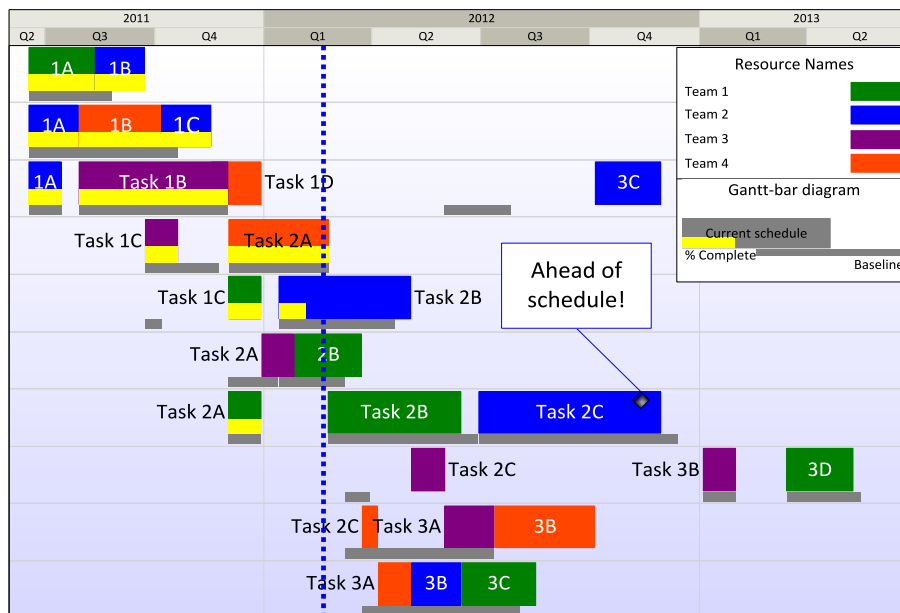 2011 2012 2013
Q2 Q3 Q4 Q1 Q2 Q3 Q4 Q1 Q2
1A 1B
1A 1B 1C
1A Task 1B Task 1D 3C
Task 1C Task 2A
Task 1C Task 2B
Task 2A 2B
Task 2A Task 2B Task 2C
Task 2C Task 3B 3D
Task 2C Task 3A 3B
Task 3A 3B 3C
Ahead of
schedule!
Resource Names
Team 1
Team 2
Team 3
Team 4
Gantt-bar diagram
Current schedule
% Complete
Baseline